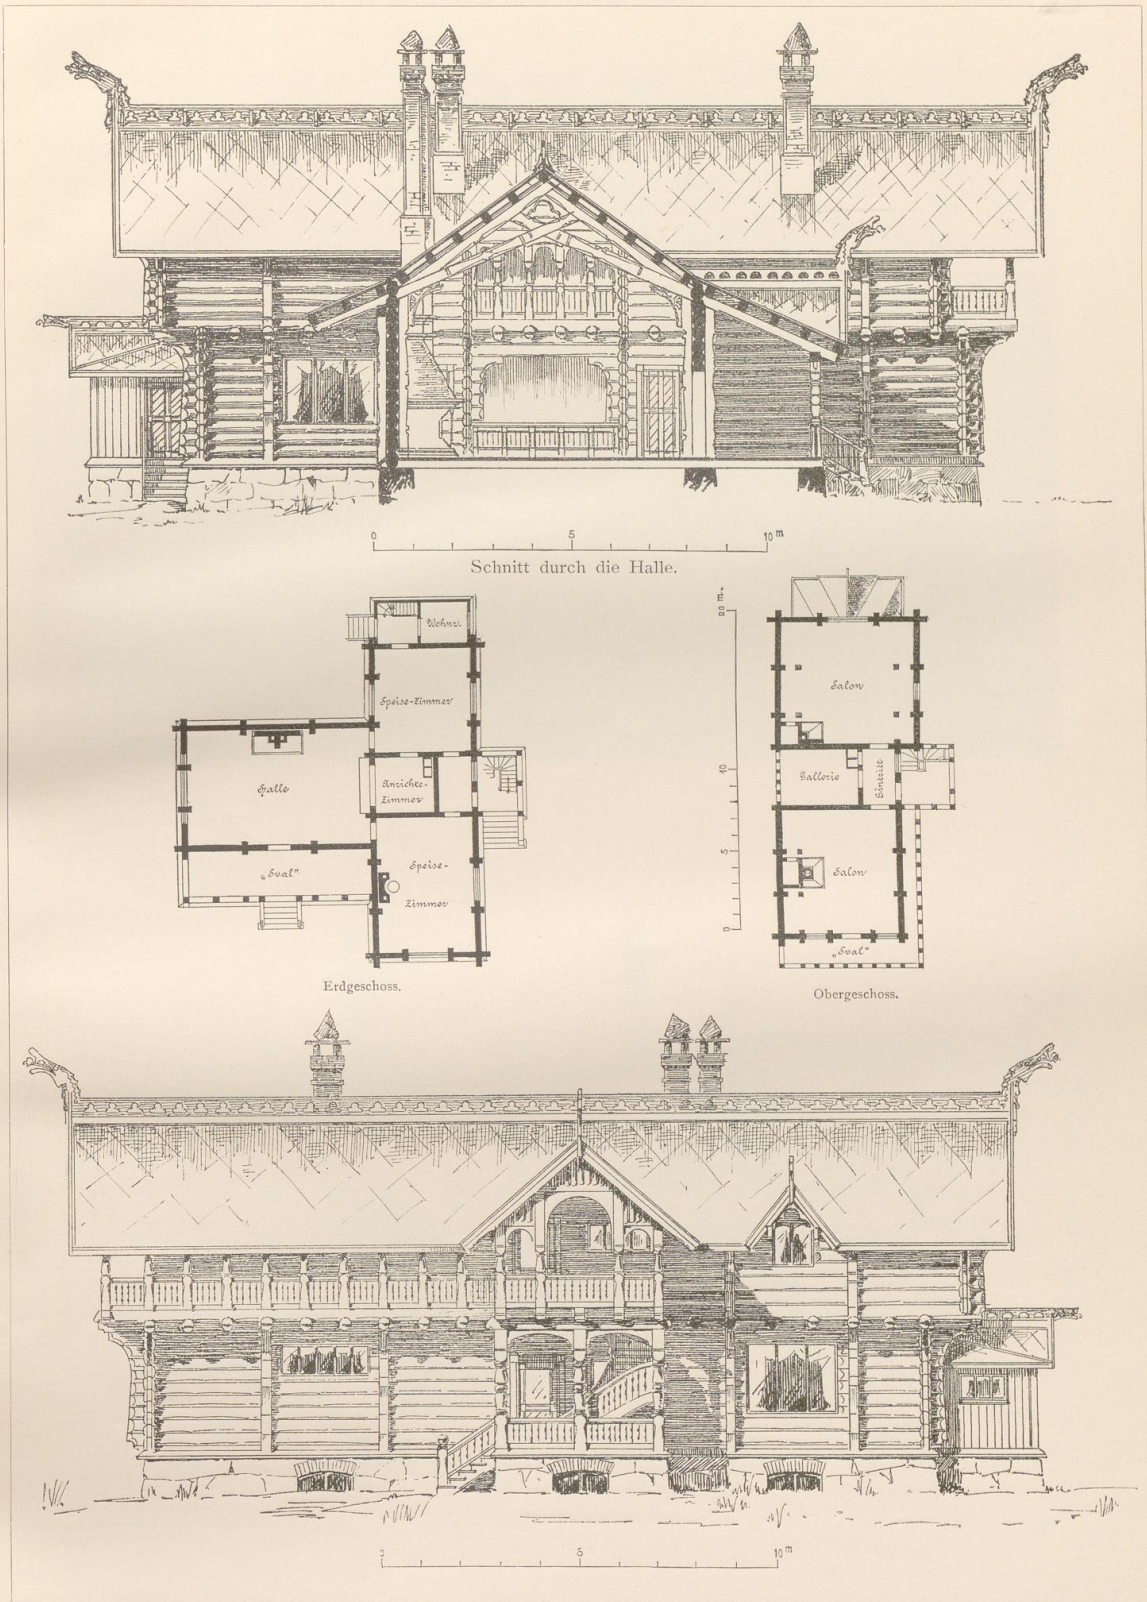 0 5 10 m
Schnitt durch die Halle.
20 m.
Wohnz.
Speise-Zimmer
Salon
10
Halle
Anrichte-
Zimmer
Gallerie
Eintritt
5
Speise-
Zimmer
„Sval"
Salon
0
„Sval"
Erdgeschoss.
Obergeschoss.
0 5 10 m